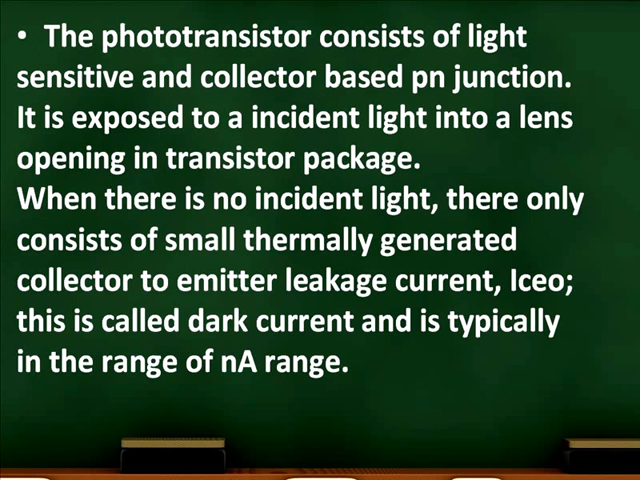 • The phototransistor consists of light
sensitive and collector based pn junction.
It is exposed to a incident light into a lens
opening in transistor package.
When there is no incident light, there only
consists of small thermally generated
collector to emitter leakage current, Iceo;
this is called dark current and is typically
in the range of nA range.